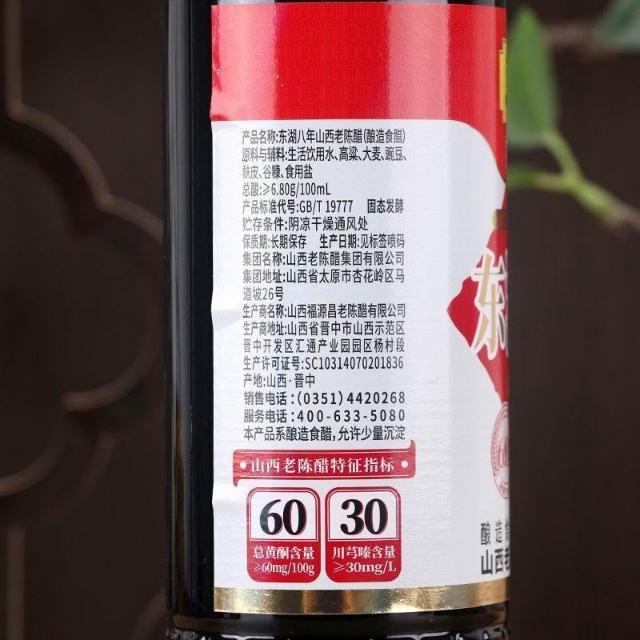 产品名称:东湖八年山西老陈醋(酿造食醋)
原料与辅料:生活饮用水、高粱、大麦、豌豆、
麸皮、谷糠、食用盐
总酸:≥6.80g/100mL
产品标准代号:GB/T 19777 固态发酵
贮存条件:阴凉干燥通风处
保质期:长期保存 生产日期:见标签喷码
集团名称:山西老陈醋集团有限公司
集团地址:山西省太原市杏花岭区马
道坡26号
生产商名称:山西福源昌老陈醋有限公司
生产商地址:山西省晋中市山西示范区
晋中开发区汇通产业园园区杨村段
生产许可证号:SC10314070201836
产地:山西·晋中
销售电话:(0351)4420268
服务电话:400-633-5080
本产品系酿造食醋,允许少量沉淀
·山西老陈醋特征指标·
60 30
总黄酮含量 川芎嗪含量
≥60mg/100g ≥30mg/L
东
酿造
山西老